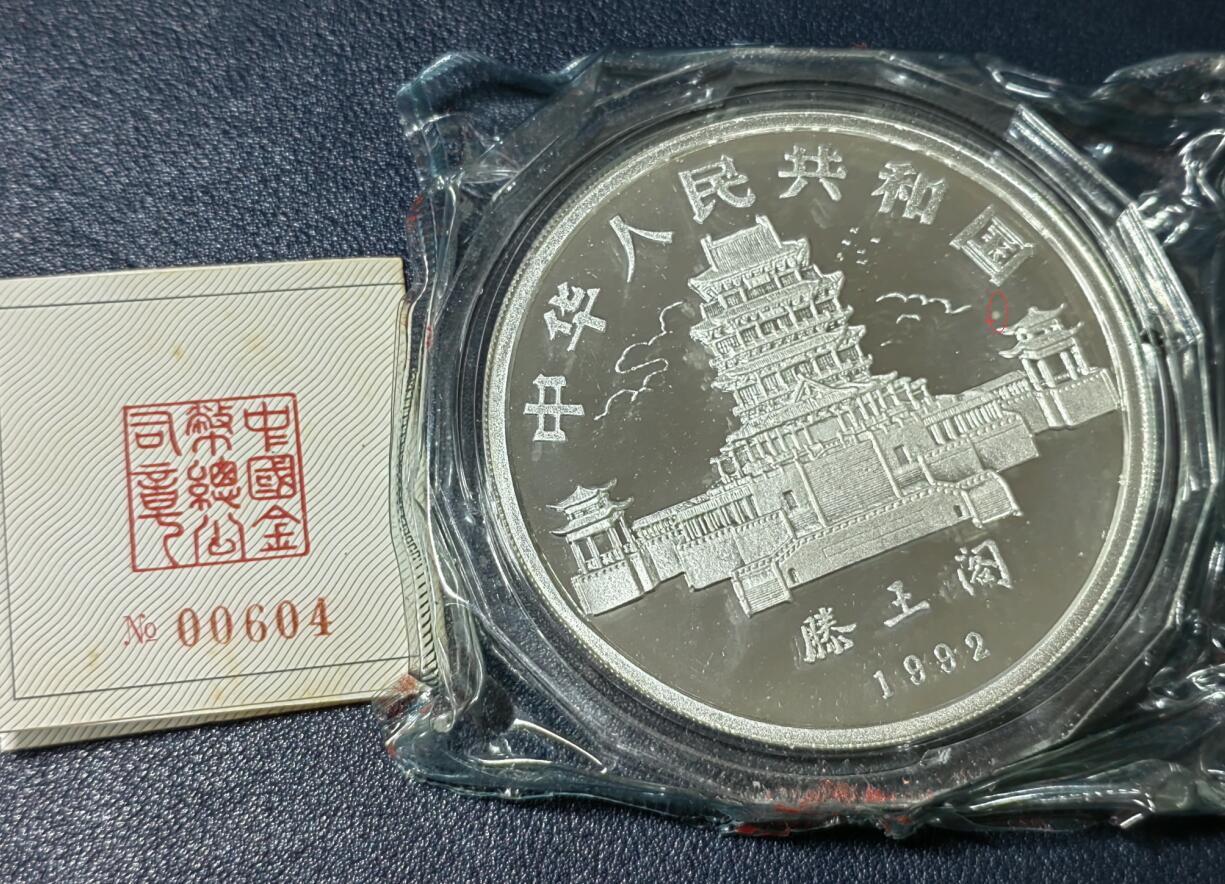 中國金
幣總公
司章
№ 00604
中华人民共和国
滕王阁
1992